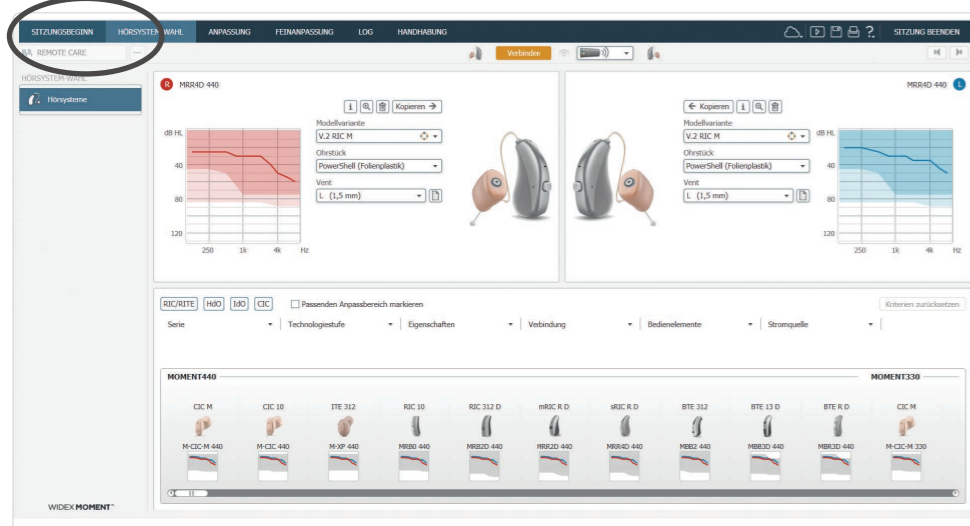 SITZUNGSBEGINN HÖRSYSTEM-WAHL ANPASSUNG FEINANPASSUNG LOG HANDHABUNG ? SITZUNG BEENDEN
REMOTE CARE ... Verbinden
HÖRSYSTEM-WAHL
Hörsysteme
R MRR4D 440
i Kopieren →
Modellvariante
V.2 RIC M
Ohrstück
PowerShell (Folienplastik)
Vent
L (1,5 mm)
dB HL
40
80
120
250 1k 4k Hz
MRR4D 440 L
← Kopieren i
Modellvariante
V.2 RIC M
Ohrstück
PowerShell (Folienplastik)
Vent
L (1,5 mm)
dB HL
40
80
120
250 1k 4k Hz
RIC/RITE HdO IdO CIC Passenden Anpassbereich markieren Kriterien zurücksetzen
Serie Technologiestufe Eigenschaften Verbindung Bedienelemente Stromquelle
MOMENT440 MOMENT330
CIC M CIC 10 ITE 312 RIC 10 RIC 312 D mRIC R D sRIC R D BTE 312 BTE 13 D BTE R D CIC M
M-CIC-M 440 M-CIC 440 M-XP 440 MRB0 440 MRB2D 440 MRR2D 440 MRR4D 440 MBB2 440 MBB3D 440 MBR3D 440 M-CIC-M 330
WIDEX MOMENT™